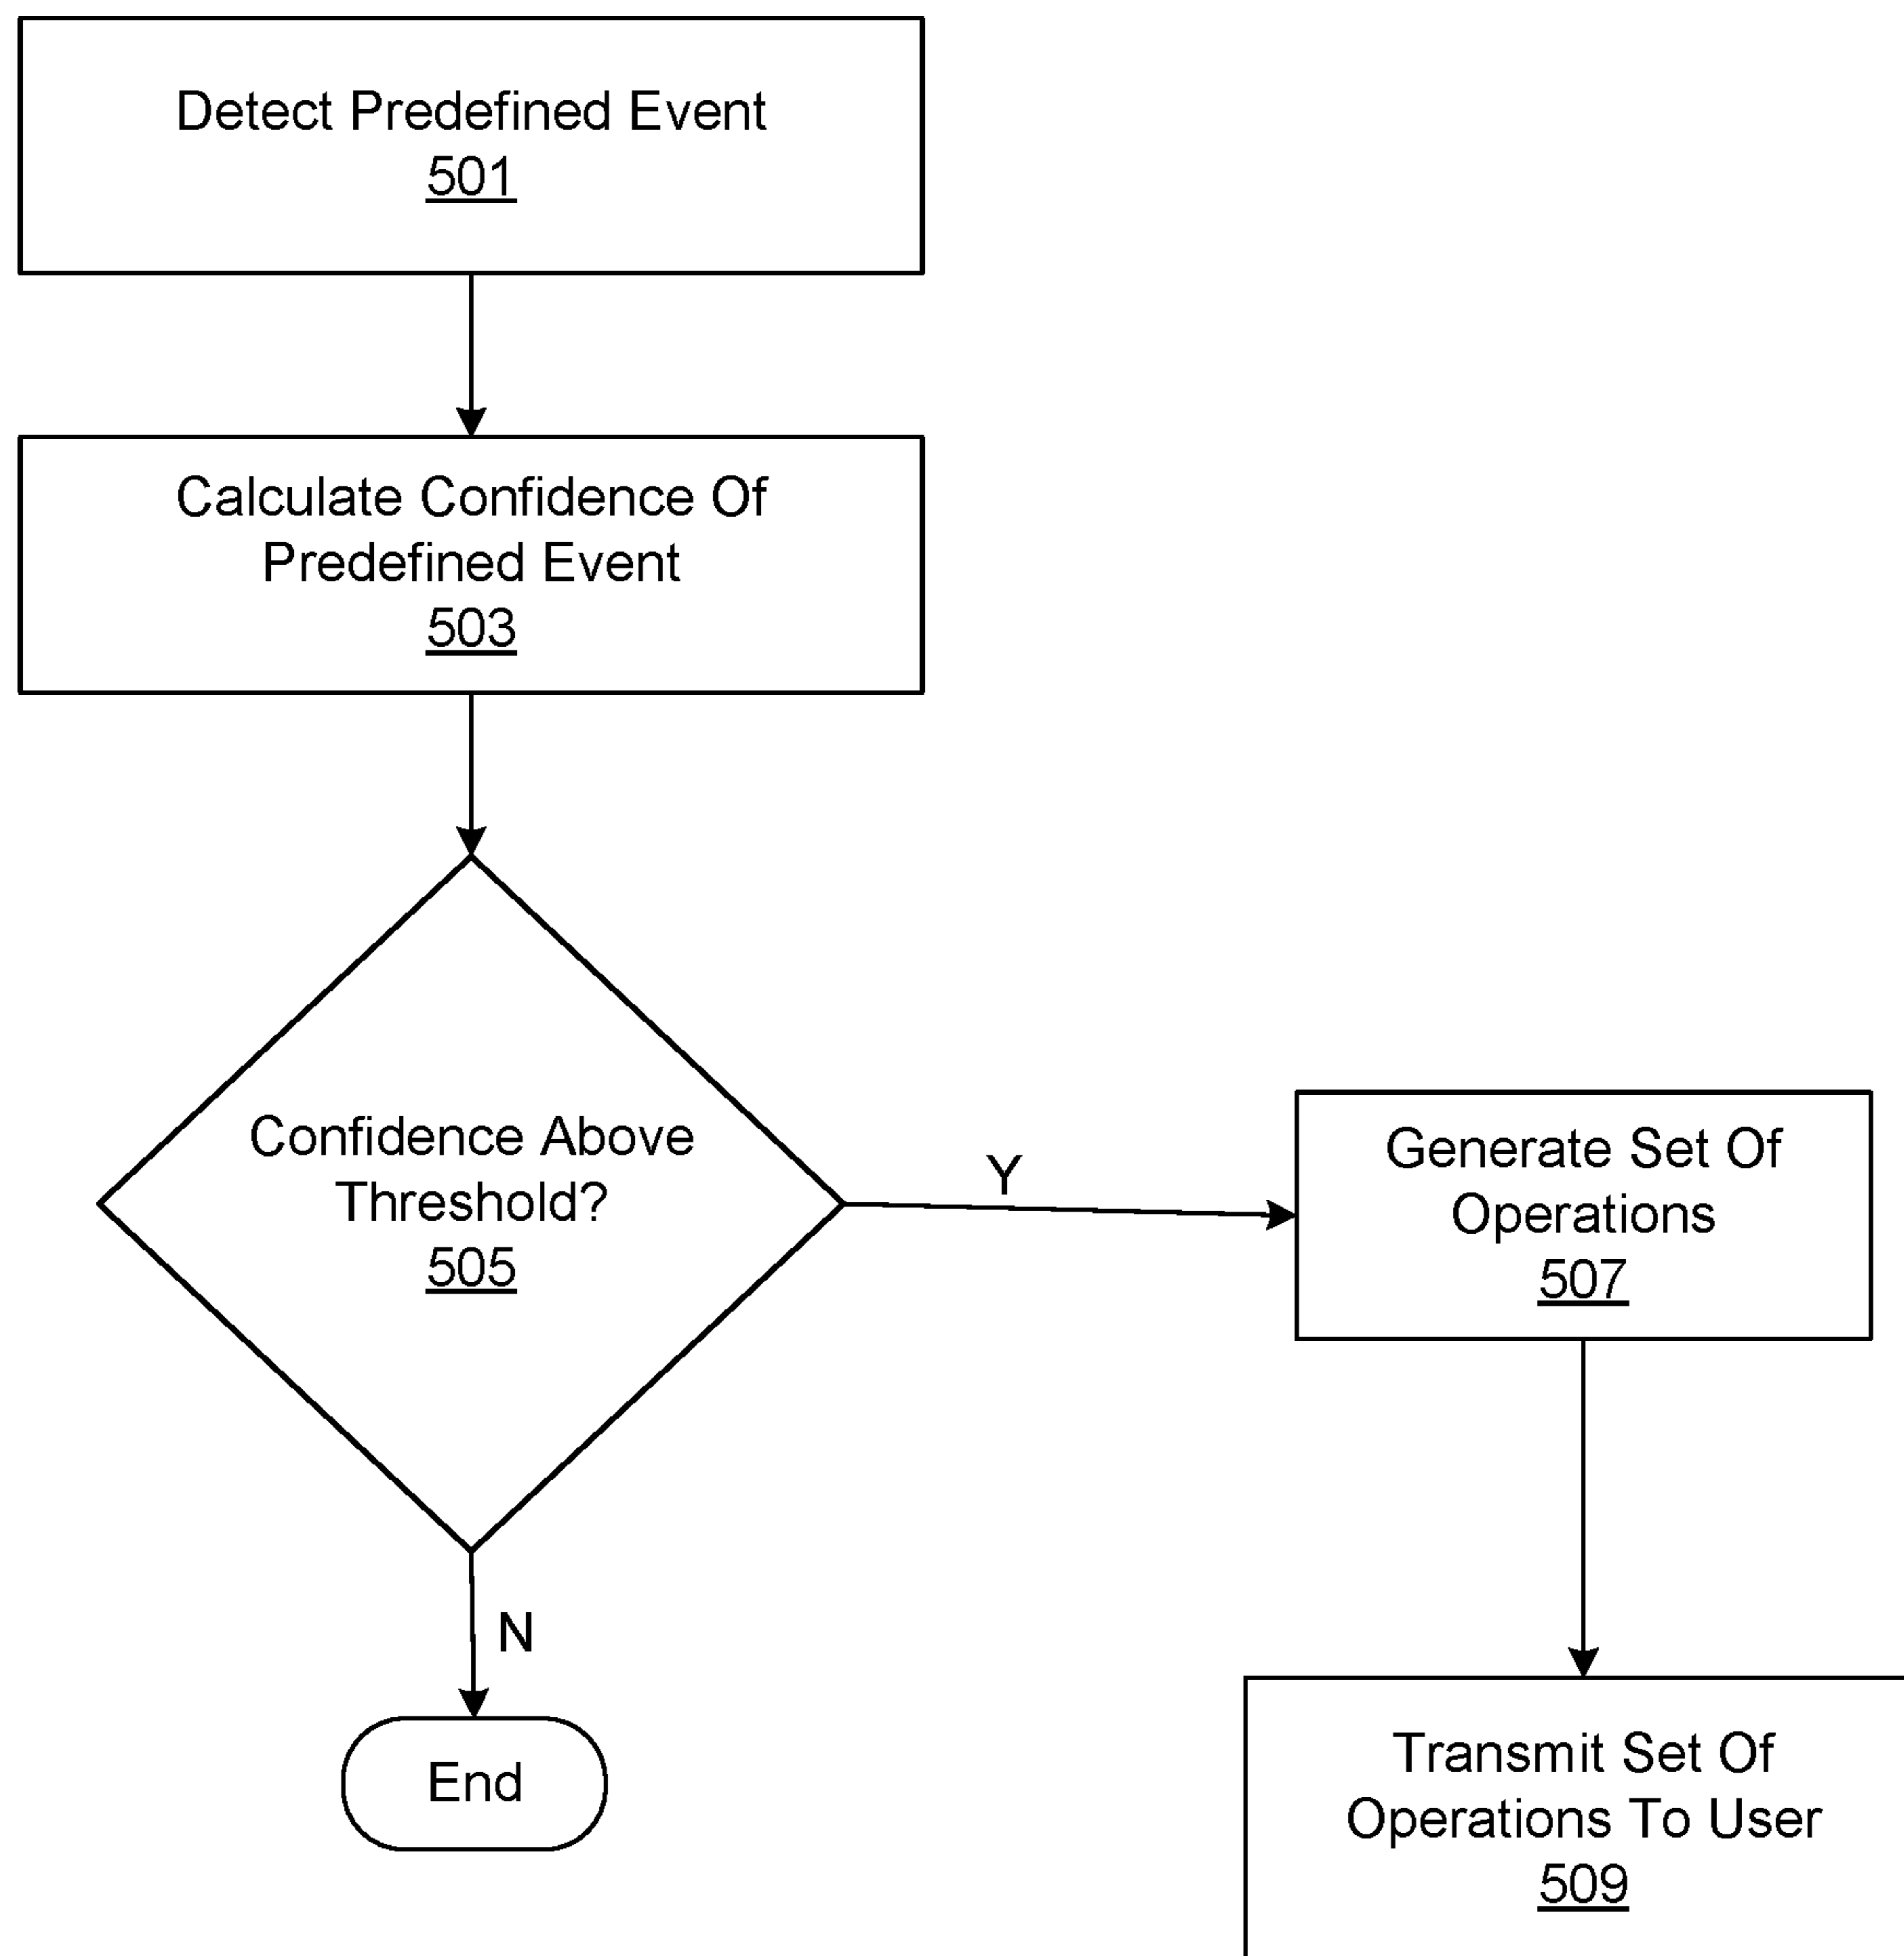 Detect Predefined Event
501
Calculate Confidence Of
Predefined Event
503
Confidence Above
Threshold?
505
Y
Generate Set Of
Operations
507
N
End
Transmit Set Of
Operations To User
509